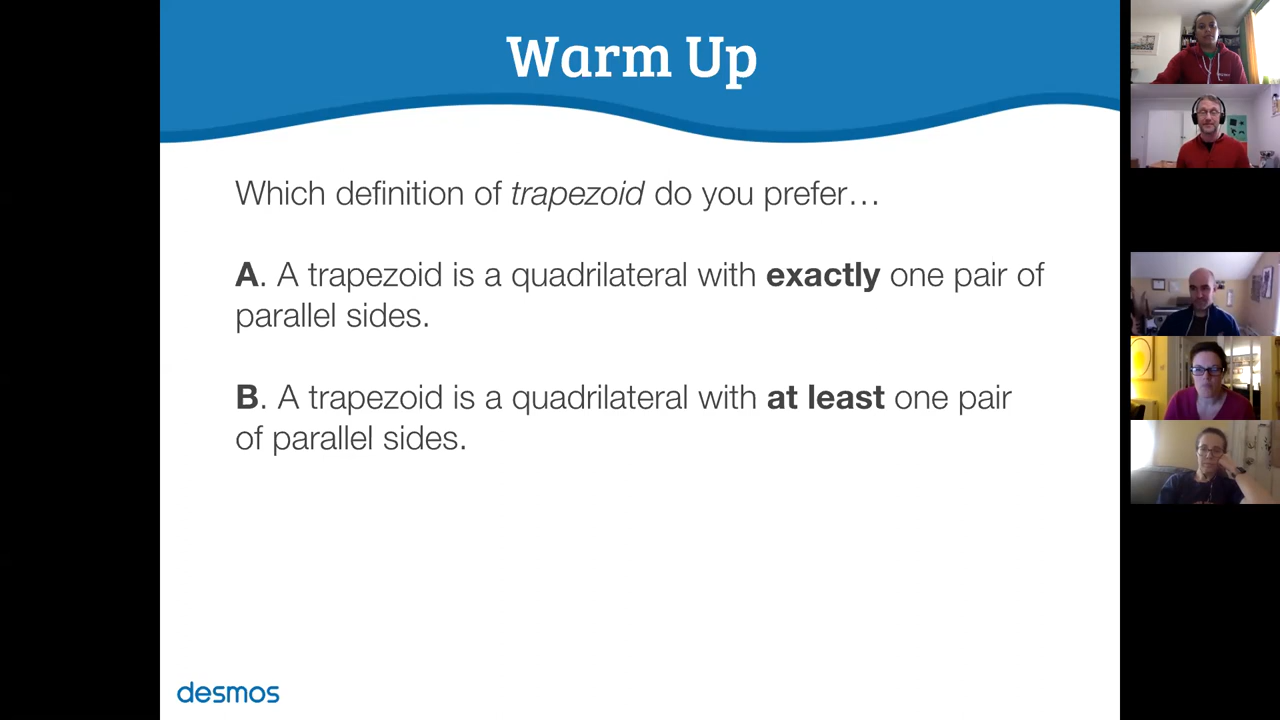 Warm Up
Which definition of trapezoid do you prefer…
A. A trapezoid is a quadrilateral with exactly one pair of
parallel sides.
B. A trapezoid is a quadrilateral with at least one pair
of parallel sides.
desmos